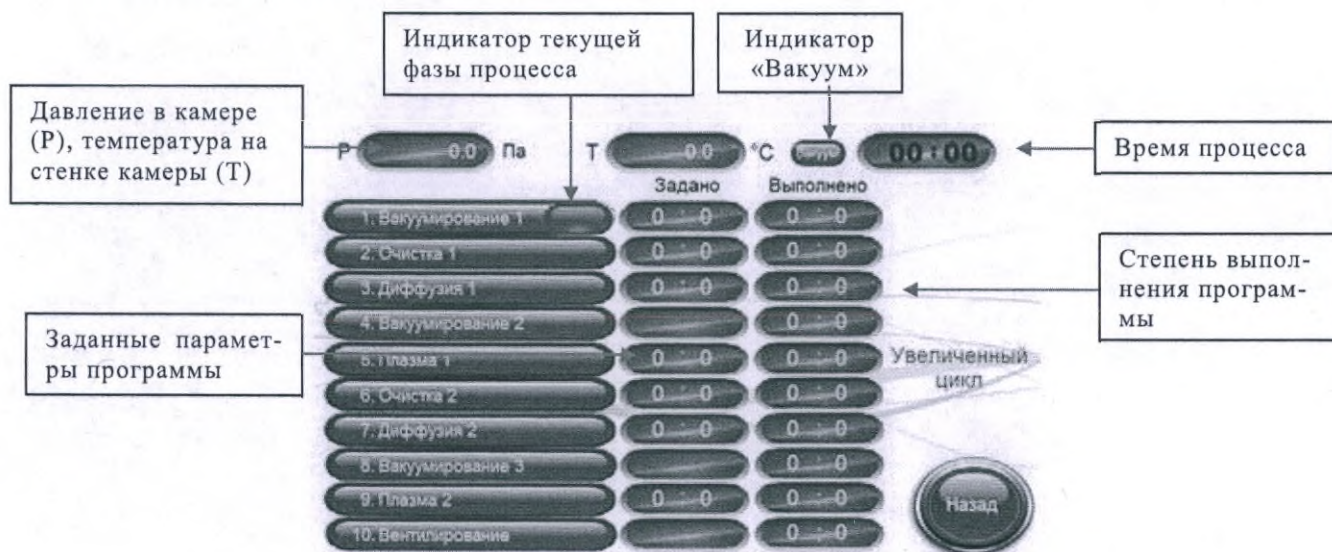 Индикатор текущей
фазы процесса
Индикатор
«Вакуум»
Давление в камере
(Р), температура на
стенке камеры (Т)
Р 0,0 Па Т 0,0 °С 00:00
Время процесса
Задано Выполнено
1. Вакуумирование 1 0 : 0 0 : 0
2. Очистка 1 0 : 0 0 : 0
3. Диффузия 1 0 : 0 0 : 0
4. Вакуумирование 2 0 : 0
5. Плазма 1 0 : 0 0 : 0
6. Очистка 2 0 : 0 0 : 0
7. Диффузия 2 0 : 0 0 : 0
8. Вакуумирование 3 0 : 0
9. Плазма 2 0 : 0 0 : 0
10. Вентилирование 0 : 0
Степень выпол-
нения програм-
мы
Заданные парамет-
ры программы
Увеличенный
цикл
Назад